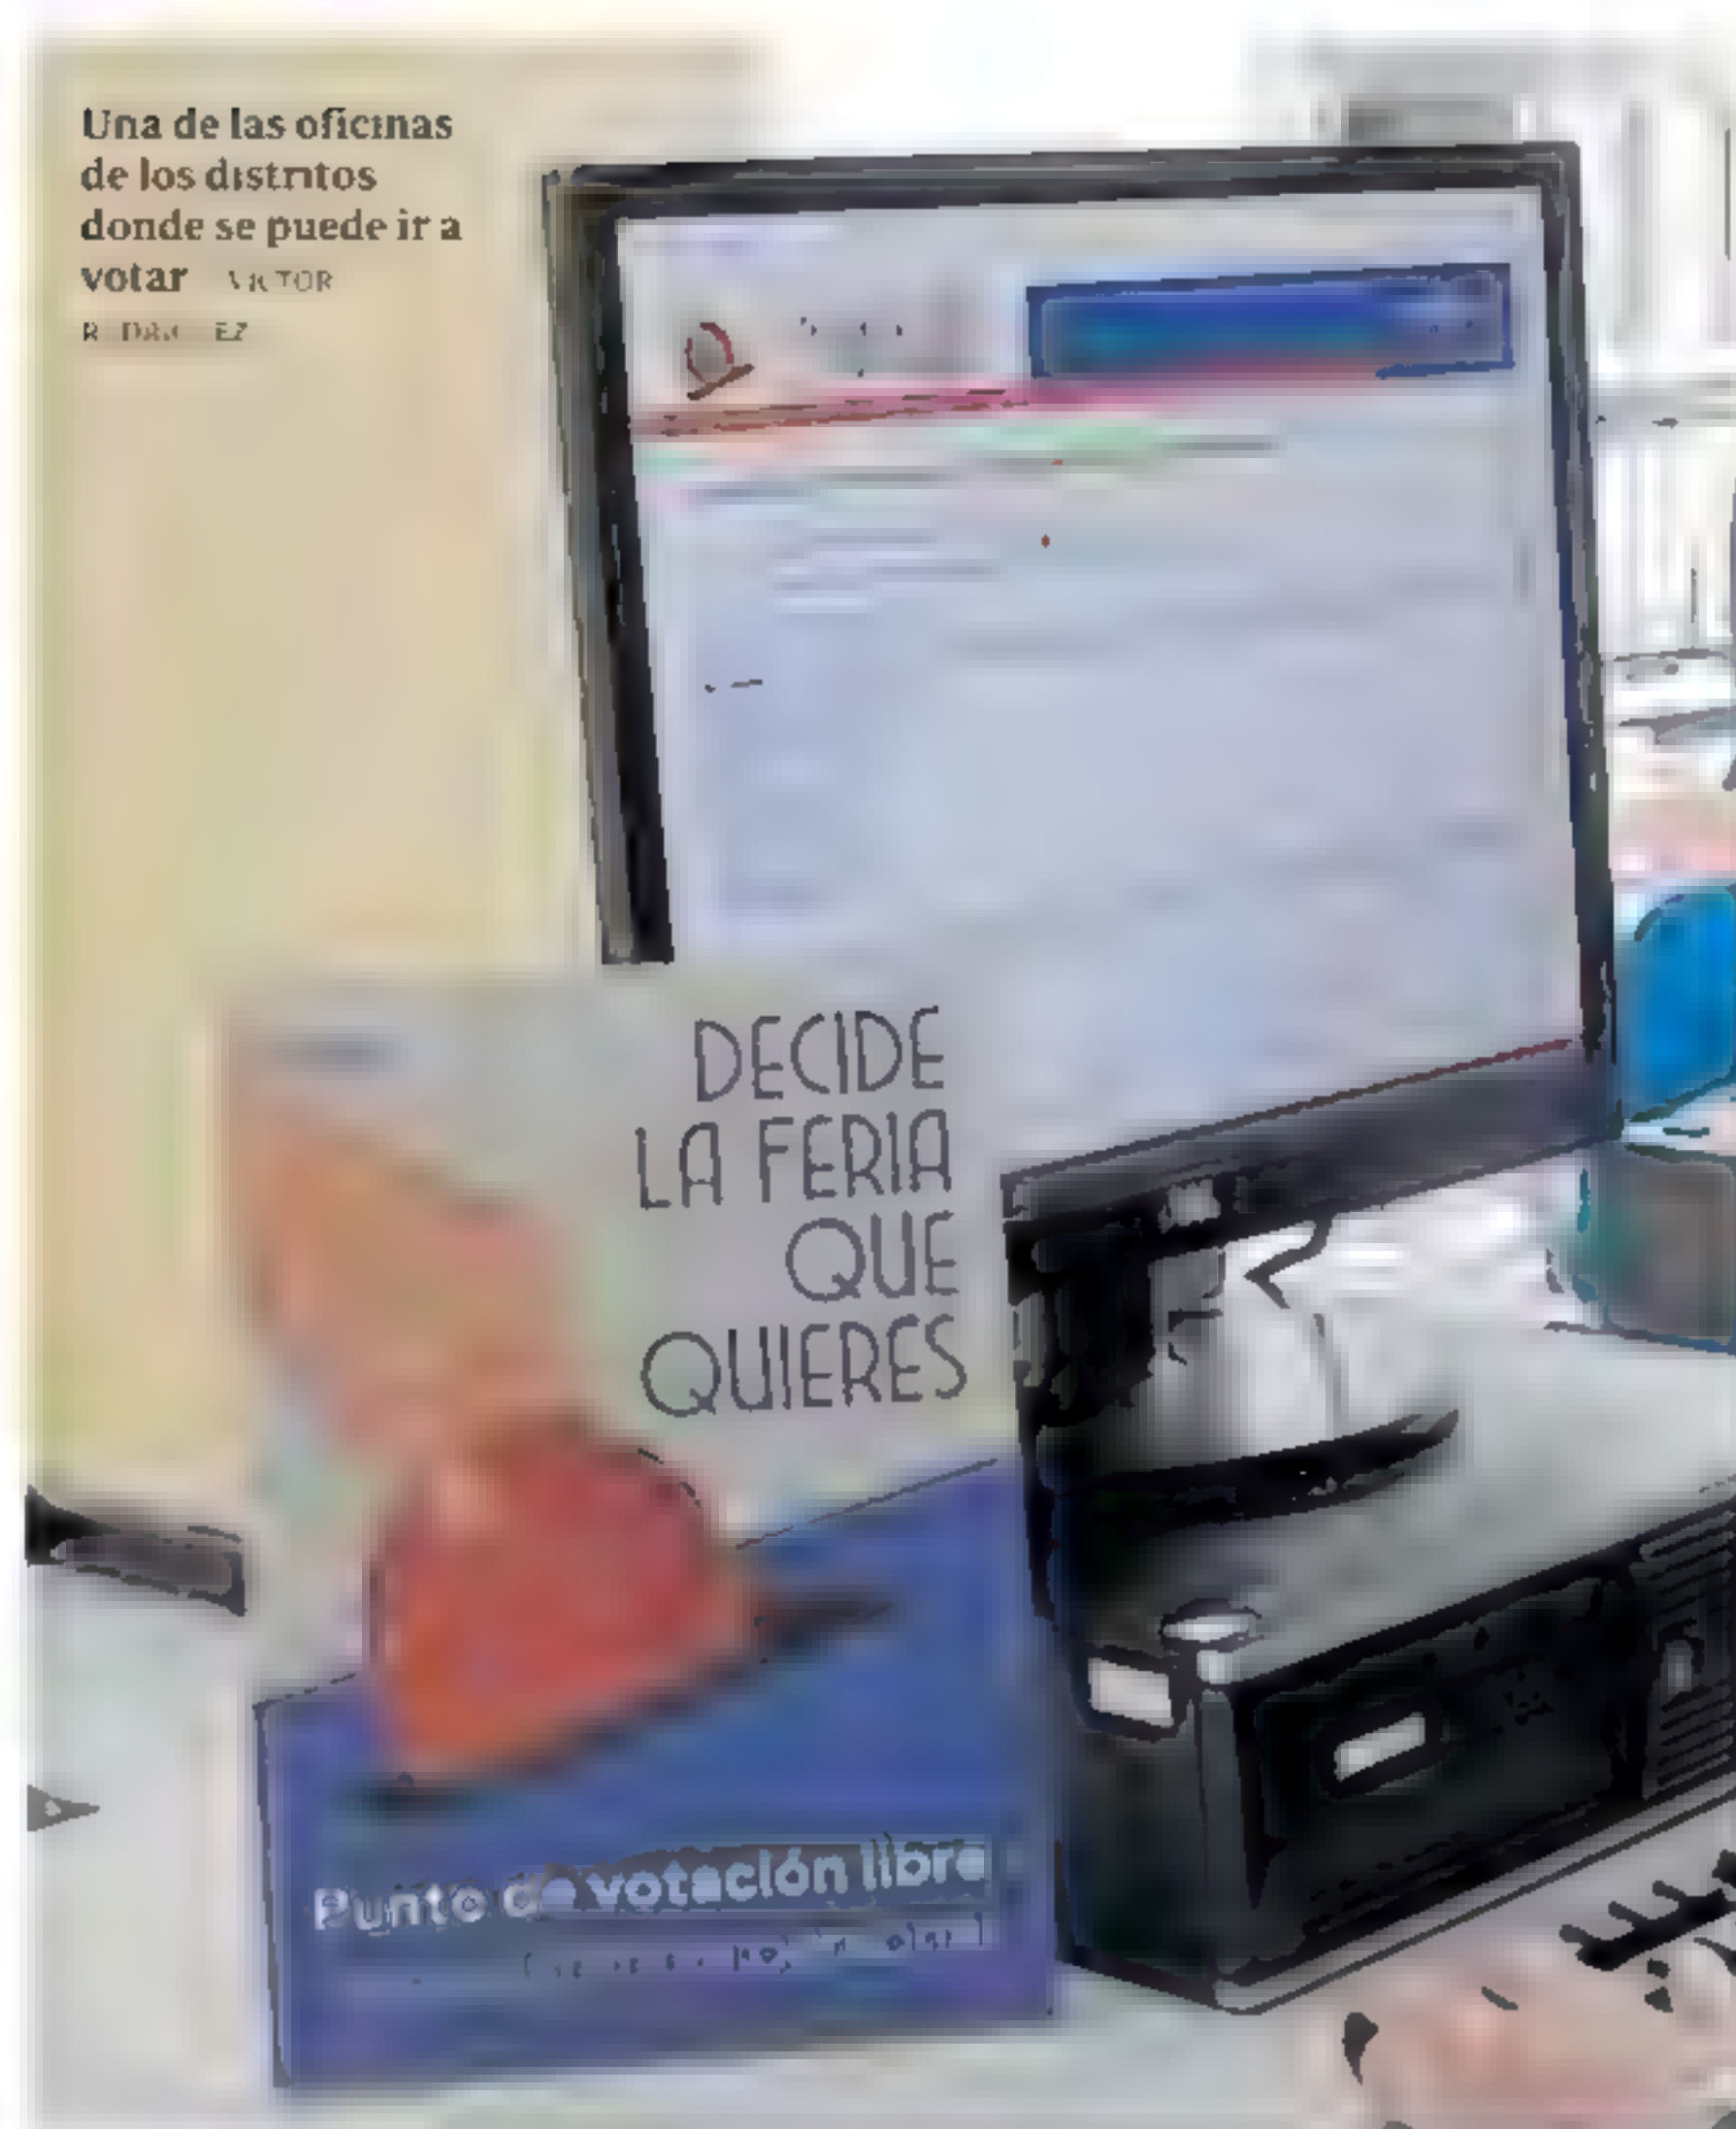 Una de las oficinas
de los distritos
donde se puede ir a
votar VICTOR
DECIDE
LA FERIA
QUE
QUIERES
Punto de votación libre